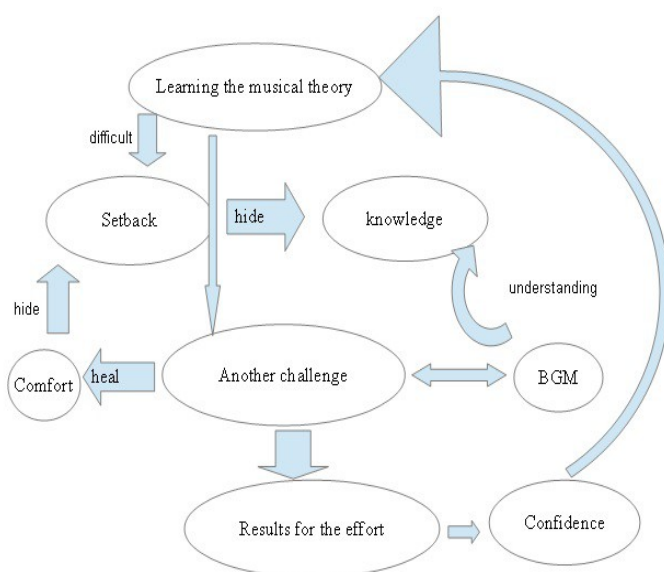 Learning the musical theory
difficult
Setback
hide
knowledge
hide
understanding
Comfort
heal
Another challenge
BGM
Results for the effort
Confidence